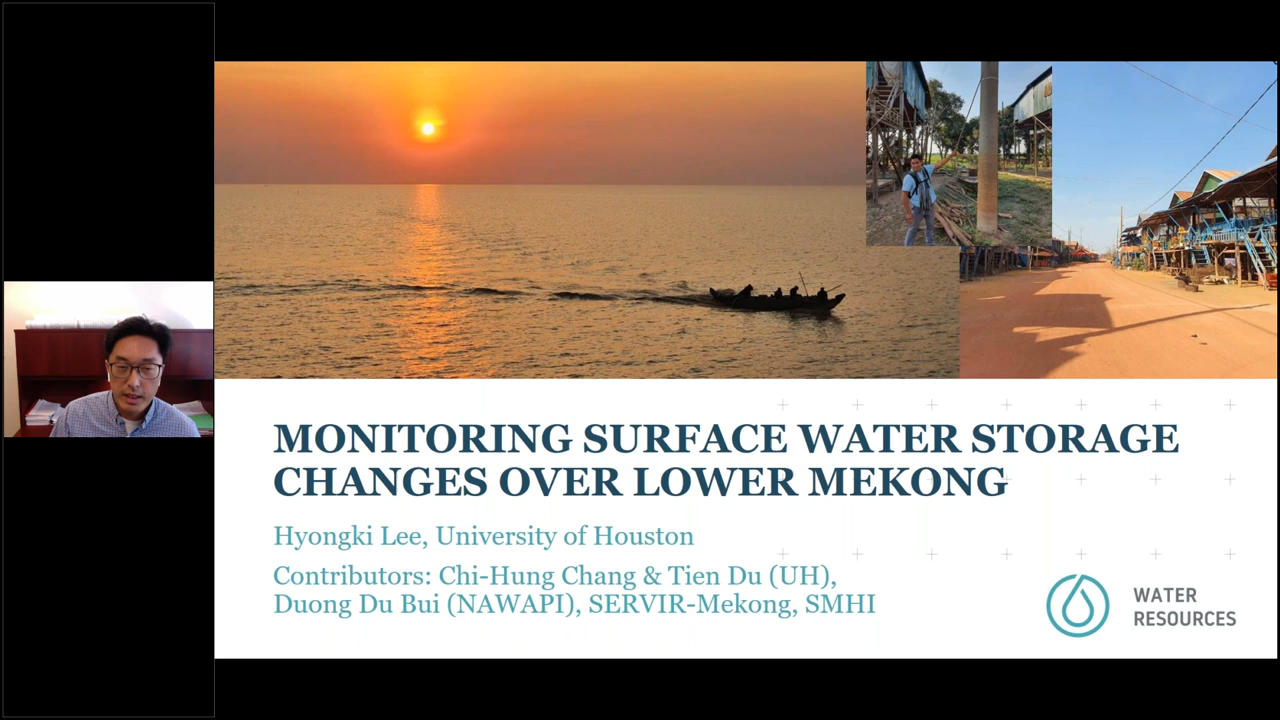 MONITORING SURFACE WATER STORAGE
CHANGES OVER LOWER MEKONG
Hyongki Lee, University of Houston
Contributors: Chi-Hung Chang & Tien Du (UH),
Duong Du Bui (NAWAPI), SERVIR-Mekong, SMHI
WATER
RESOURCES